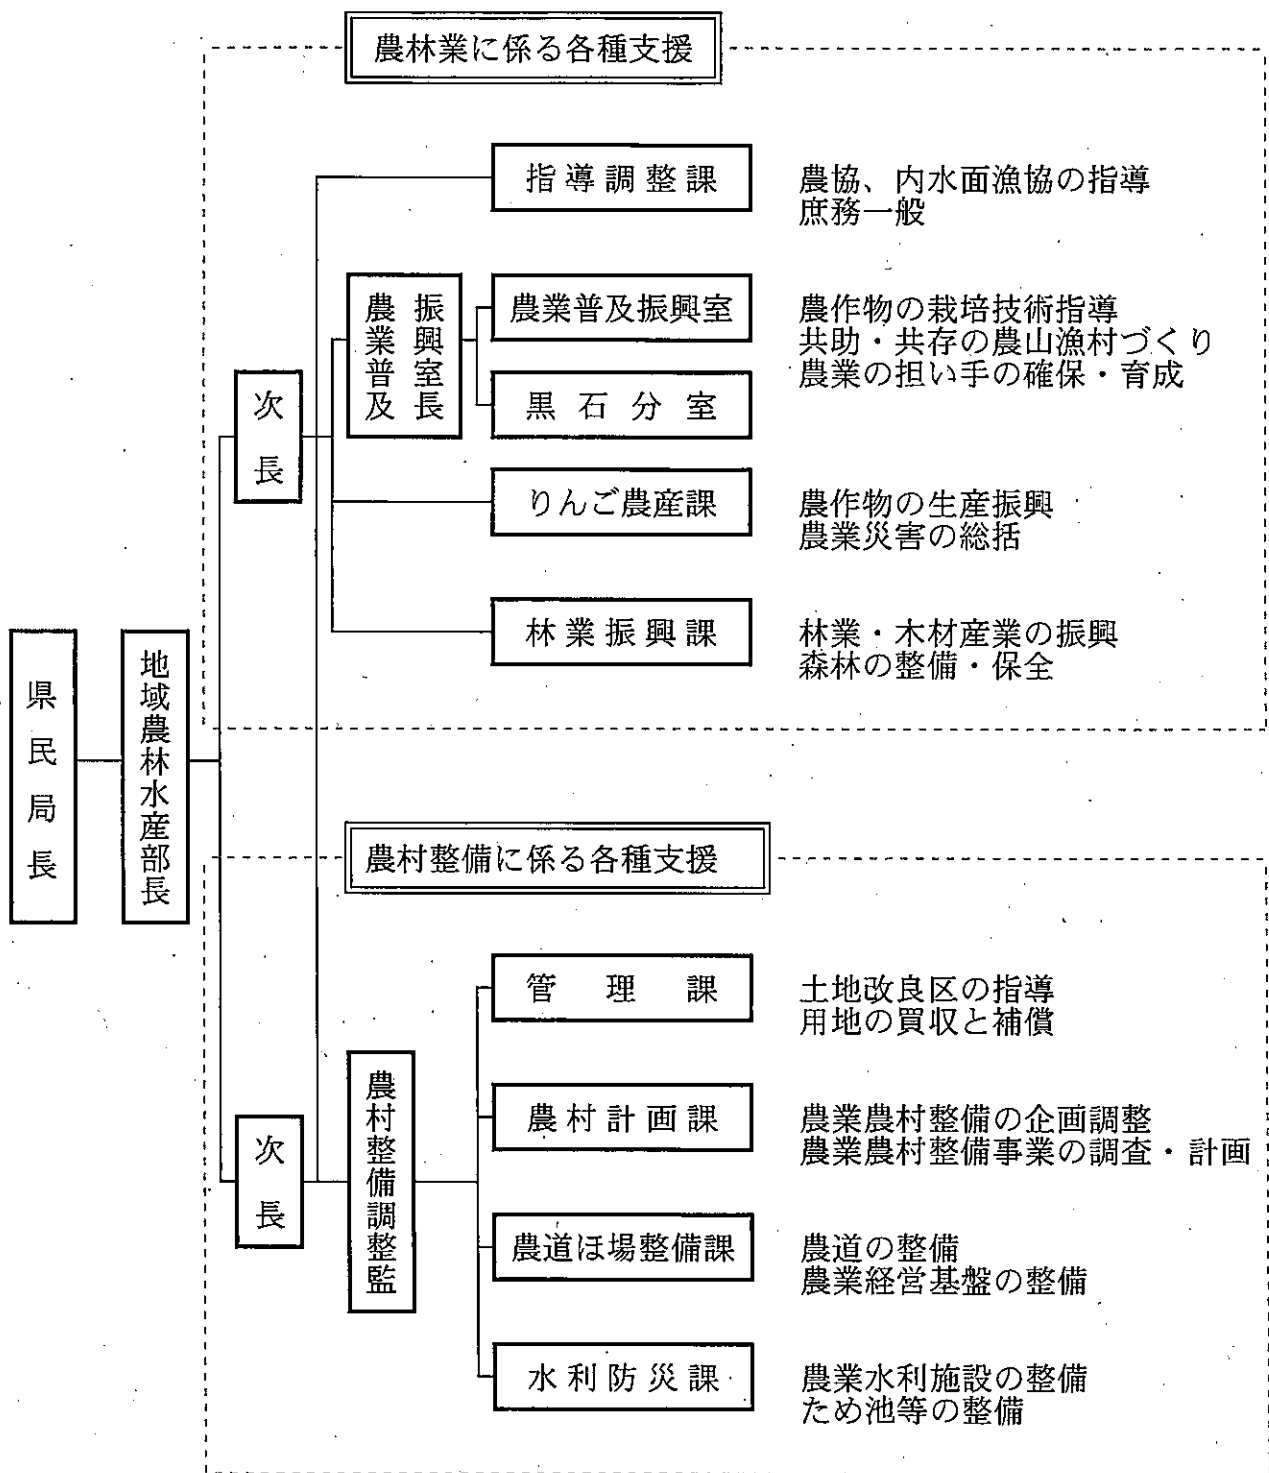 農林業に係る各種支援
指導調整課
農協、内水面漁協の指導
庶務一般
農業普及
振興室長
農業普及振興室
農作物の栽培技術指導
共助・共存の農山漁村づくり
農業の担い手の確保・育成
黒石分室
次長
りんご農産課
農作物の生産振興
農業災害の総括
林業振興課
林業・木材産業の振興
森林の整備・保全
県民局長
地域農林水産部長
農村整備に係る各種支援
管理課
土地改良区の指導
用地の買収と補償
次長
農村整備調整監
農村計画課
農業農村整備の企画調整
農業農村整備事業の調査・計画
農道ほ場整備課
農道の整備
農業経営基盤の整備
水利防災課
農業水利施設の整備
ため池等の整備